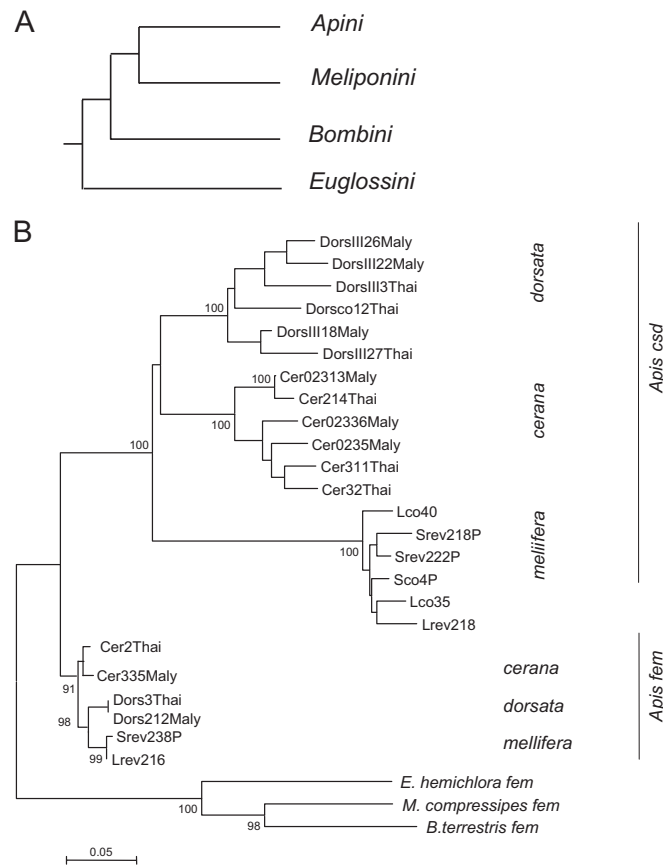 A
Apini
Meliponini
Bombini
Euglossini
B
DorsIII26Maly
DorsIII22Maly
DorsIII3Thai
100
Dorsco12Thai
DorsIII18Maly
DorsIII27Thai
dorsata
100
Cer02313Maly
Cer214Thai
100
Cer02336Maly
Cer0235Maly
Cer311Thai
Cer32Thai
cerana
100
Lco40
Srev218P
100
Srev222P
Sco4P
Lco35
Lrev218
mellifera
Apis csd
Cer2Thai
91
Cer335Maly
cerana
98
Dors3Thai
Dors212Maly
dorsata
99
Srev238P
Lrev216
mellifera
Apis fem
E. hemichlora fem
100
M. compressipes fem
98
B.terrestris fem
0.05